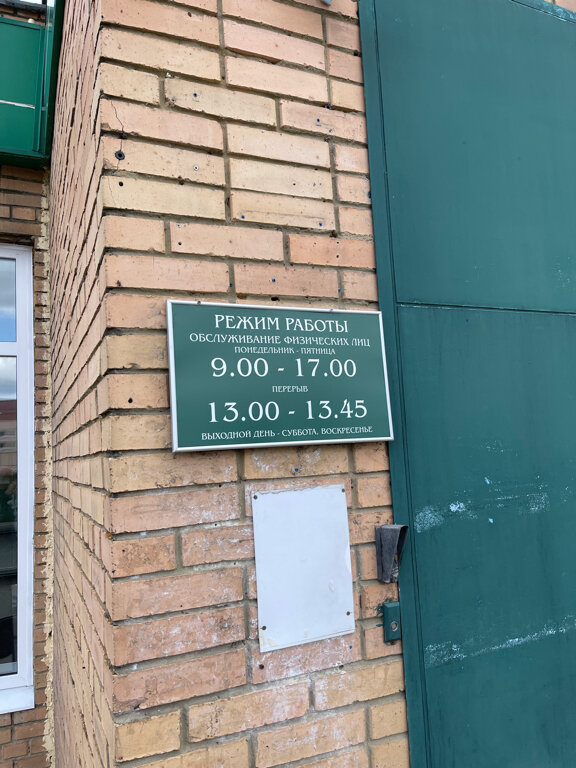 РЕЖИМ РАБОТЫ
ОБСЛУЖИВАНИЕ ФИЗИЧЕСКИХ ЛИЦ
ПОНЕДЕЛЬНИК - ПЯТНИЦА
9.00 - 17.00
ПЕРЕРЫВ
13.00 - 13.45
ВЫХОДНОЙ ДЕНЬ - СУББОТА, ВОСКРЕСЕНЬЕ